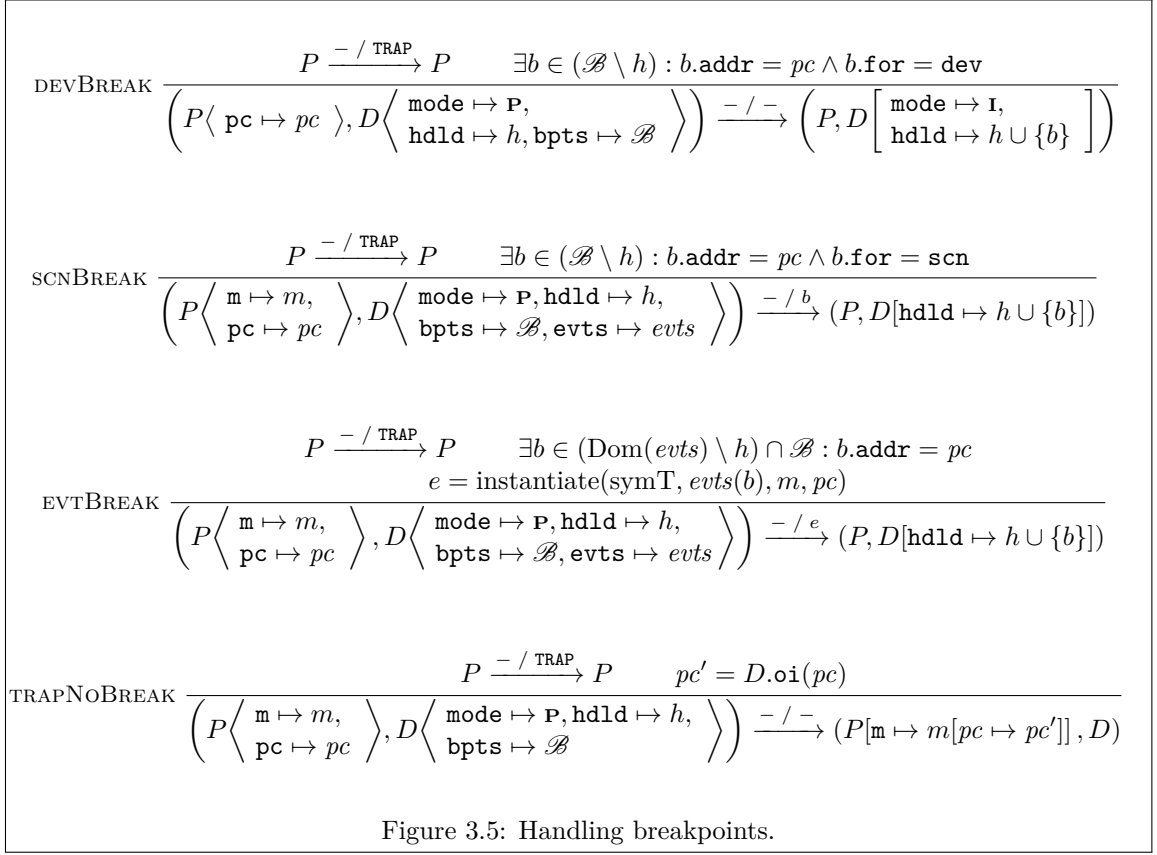 P —− / TRAP→ P ∃b ∈ (ℬ \ h) : b.addr = pc ∧ b.for = dev
DEVBREAK
(P⟨ pc ↦ pc ⟩, D⟨ mode ↦ P, hdld ↦ h, bpts ↦ ℬ ⟩) —− / −→ (P, D[ mode ↦ I, hdld ↦ h ∪ {b} ])
P —− / TRAP→ P ∃b ∈ (ℬ \ h) : b.addr = pc ∧ b.for = scn
SCNBREAK
(P⟨ m ↦ m, pc ↦ pc ⟩, D⟨ mode ↦ P, hdld ↦ h, bpts ↦ ℬ, evts ↦ evts ⟩) —− / b→ (P, D[hdld ↦ h ∪ {b}])
P —− / TRAP→ P ∃b ∈ (Dom(evts) \ h) ∩ ℬ : b.addr = pc
e = instantiate(symT, evts(b), m, pc)
EVTBREAK
(P⟨ m ↦ m, pc ↦ pc ⟩, D⟨ mode ↦ P, hdld ↦ h, bpts ↦ ℬ, evts ↦ evts ⟩) —− / e→ (P, D[hdld ↦ h ∪ {b}])
P —− / TRAP→ P pc′ = D.oi(pc)
TRAPNOBREAK
(P⟨ m ↦ m, pc ↦ pc ⟩, D⟨ mode ↦ P, hdld ↦ h, bpts ↦ ℬ ⟩) —− / −→ (P[m ↦ m[pc ↦ pc′]], D)
Figure 3.5: Handling breakpoints.